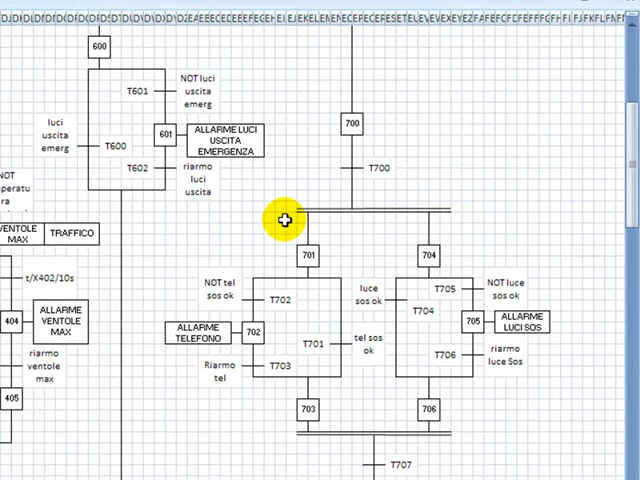 600
NOT luci
uscita
emerg
T601
luci
uscita
emerg
T600
601
ALLARME LUCI
USCITA
EMERGENZA
T602
riarmo
luci
uscita
700
T700
NOT
ra
VENTOLE
MAX
TRAFFICO
t/X402/10s
404
ALLARME
VENTOLE
MAX
riarmo
ventole
max
405
701
704
NOT tel
sos ok
T702
ALLARME
TELEFONO
702
T701
tel sos
ok
Riarmo
tel
T703
luce
sos ok
T704
T705
NOT luce
sos ok
705
ALLARME
LUCI SOS
T706
riarmo
luce Sos
703
706
T707